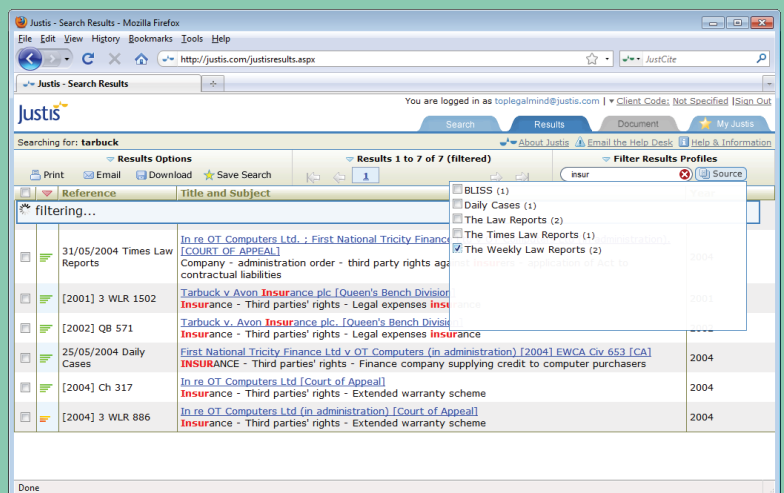 Justis - Search Results - Mozilla Firefox
File Edit View History Bookmarks Tools Help
http://justis.com/justisresults.aspx JustCite
Justis - Search Results
Justis
You are logged in as toplegalmind@justis.com | Client Code: Not Specified | Sign Out
Search Results Document My Justis
Searching for: tarbuck About Justis Email the Help Desk Help & Information
Results Options Results 1 to 7 of 7 (filtered) Filter Results Profiles
Print Email Download Save Search 1 insur Source
Reference Title and Subject
BLISS (1)
Daily Cases (1)
The Law Reports (2)
The Times Law Reports (1)
The Weekly Law Reports (2)
filtering...
31/05/2004 Times Law Reports
In re OT Computers Ltd. ; First National Tricity Finance
[COURT OF APPEAL]
Company - administration order - third party rights against insurers - application of Act to
contractual liabilities
2004
[2001] 3 WLR 1502
Tarbuck v Avon Insurance plc [Queen's Bench Division
Insurance - Third parties' rights - Legal expenses insurance
2001
[2002] QB 571
Tarbuck v. Avon Insurance plc. [Queen's Bench Division
Insurance - Third parties' rights - Legal expenses insurance
2002
25/05/2004 Daily Cases
First National Tricity Finance Ltd v OT Computers (in administration) [2004] EWCA Civ 653 [CA]
INSURANCE - Third parties' rights - Finance company supplying credit to computer purchasers
2004
[2004] Ch 317
In re OT Computers Ltd [Court of Appeal]
Insurance - Third parties' rights - Extended warranty scheme
2004
[2004] 3 WLR 886
In re OT Computers Ltd (in administration) [Court of Appeal]
Insurance - Third parties' rights - Extended warranty scheme
2004
Done